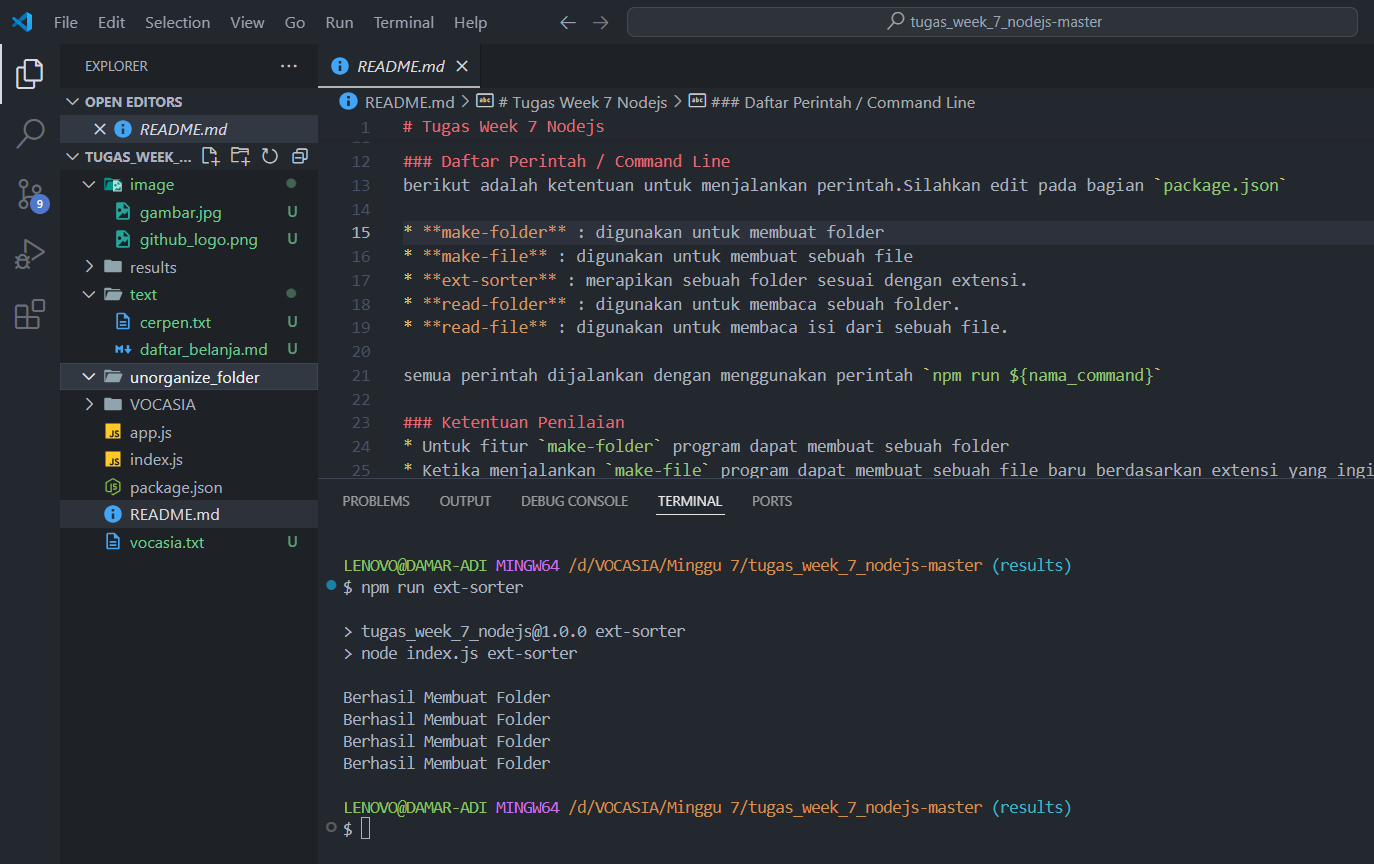 File Edit Selection View Go Run Terminal Help
tugas_week_7_nodejs-master
EXPLORER
OPEN EDITORS
README.md
TUGAS_WEEK_...
image
gambar.jpg U
github_logo.png U
results
text
cerpen.txt U
daftar_belanja.md U
unorganize_folder
VOCASIA
JS app.js
JS index.js
package.json
README.md
vocasia.txt U
9
README.md
README.md > # Tugas Week 7 Nodejs > ### Daftar Perintah / Command Line
1 # Tugas Week 7 Nodejs
12 ### Daftar Perintah / Command Line
13 berikut adalah ketentuan untuk menjalankan perintah.Silahkan edit pada bagian `package.json`
14
15 * **make-folder** : digunakan untuk membuat folder
16 * **make-file** : digunakan untuk membuat sebuah file
17 * **ext-sorter** : merapikan sebuah folder sesuai dengan extensi.
18 * **read-folder** : digunakan untuk membaca sebuah folder.
19 * **read-file** : digunakan untuk membaca isi dari sebuah file.
20
21 semua perintah dijalankan dengan menggunakan perintah `npm run ${nama_command}`
22
23 ### Ketentuan Penilaian
24 * Untuk fitur `make-folder` program dapat membuat sebuah folder
25 * Ketika menjalankan `make-file` program dapat membuat sebuah file baru berdasarkan extensi yang ingi
PROBLEMS OUTPUT DEBUG CONSOLE TERMINAL PORTS
LENOVO@DAMAR-ADI MINGW64 /d/VOCASIA/Minggu 7/tugas_week_7_nodejs-master (results)
$ npm run ext-sorter
> tugas_week_7_nodejs@1.0.0 ext-sorter
> node index.js ext-sorter
Berhasil Membuat Folder
Berhasil Membuat Folder
Berhasil Membuat Folder
Berhasil Membuat Folder
LENOVO@DAMAR-ADI MINGW64 /d/VOCASIA/Minggu 7/tugas_week_7_nodejs-master (results)
$